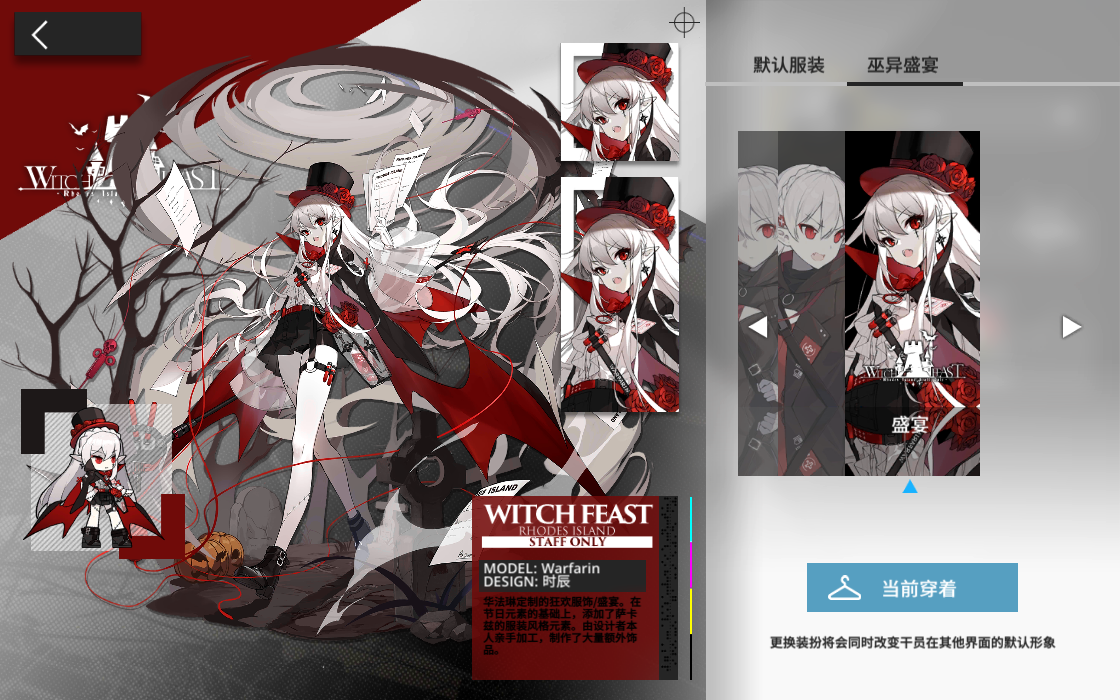 默认服装
巫异盛宴
WITCH FEAST
盛宴
ISLAND
WITCH FEAST
RHODES ISLAND
STAFF ONLY
MODEL: Warfarin
DESIGN: 时辰
华法琳定制的狂欢服饰/盛宴。在
节日元素的基础上，添加了萨卡
兹的服装风格元素。由设计者本
人亲手加工，制作了大量额外饰
品。
当前穿着
更换装扮将会同时改变干员在其他界面的默认形象